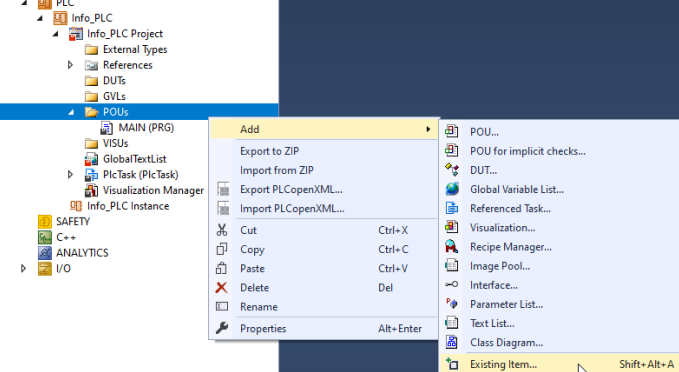 PLC
Info_PLC
Info_PLC Project
External Types
References
DUTs
GVLs
POUs
MAIN (PRG)
VISUs
GlobalTextList
PlcTask (PlcTask)
Visualization Manager
Info_PLC Instance
SAFETY
C++
ANALYTICS
I/O
Add
Export to ZIP
Import from ZIP
Export PLCopenXML...
Import PLCopenXML...
Cut Ctrl+X
Copy Ctrl+C
Paste Ctrl+V
Delete Del
Rename
Properties Alt+Enter
POU...
POU for implicit checks...
DUT...
Global Variable List...
Referenced Task...
Visualization...
Recipe Manager...
Image Pool...
Interface...
Parameter List...
Text List...
Class Diagram...
Existing Item... Shift+Alt+A